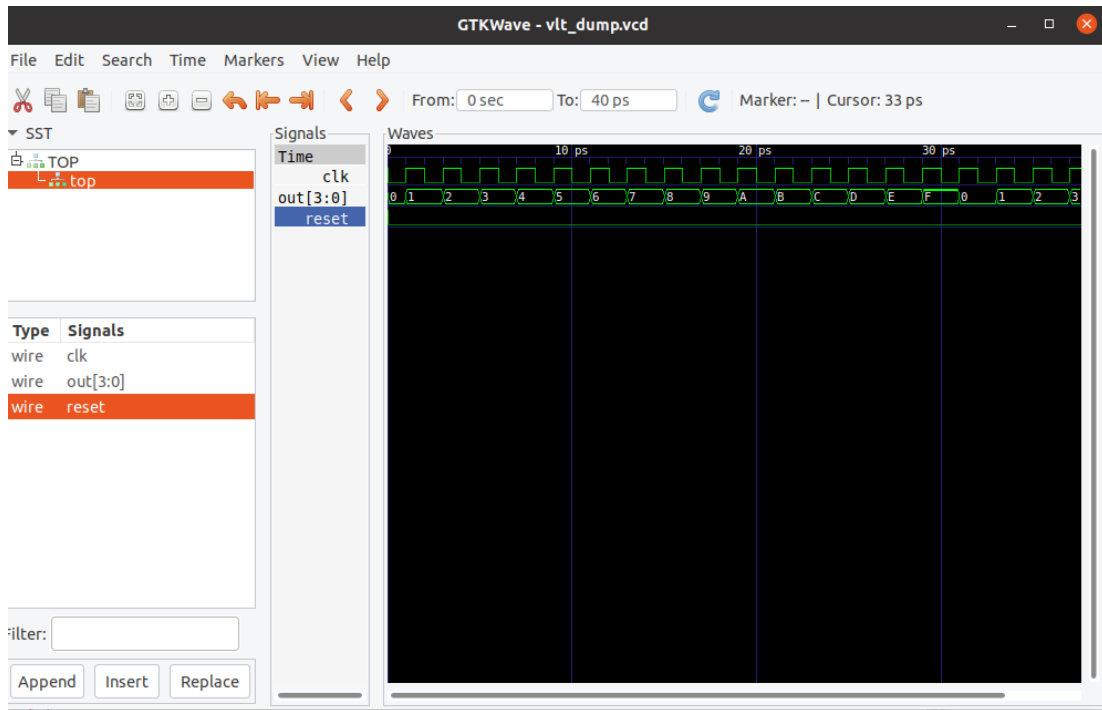 GTKWave - vlt_dump.vcd
File Edit Search Time Markers View Help
From: 0 sec To: 40 ps Marker: -- | Cursor: 33 ps
SST
TOP
top
Type Signals
wire clk
wire out[3:0]
wire reset
Filter:
Append Insert Replace
Signals
Time
clk
out[3:0]
reset
Waves
0 10 ps 20 ps 30 ps
0 1 2 3 4 5 6 7 8 9 A B C D E F 0 1 2 3